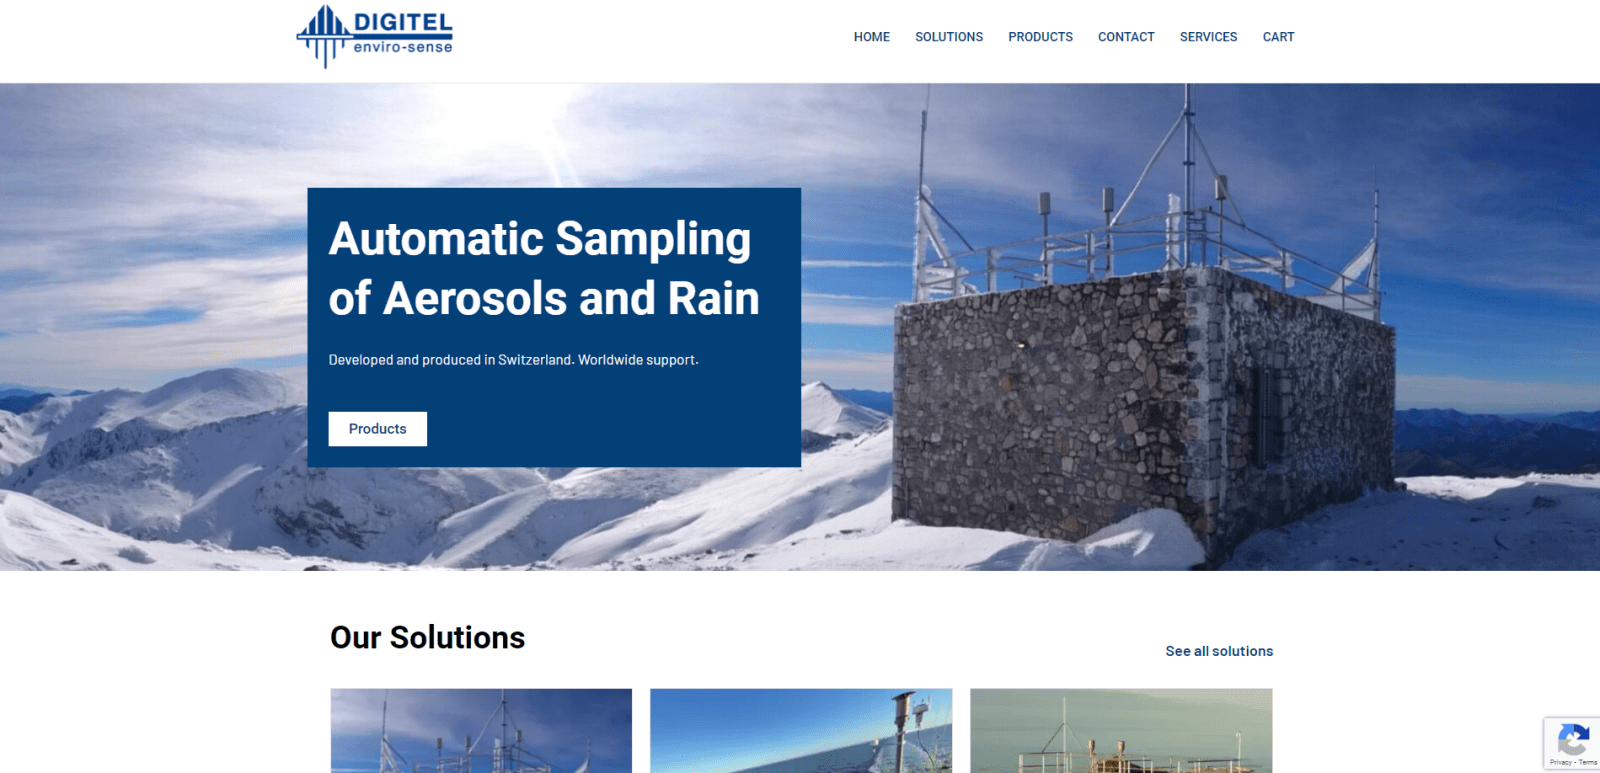 DIGITEL
enviro-sense
HOME SOLUTIONS PRODUCTS CONTACT SERVICES CART
Automatic Sampling
of Aerosols and Rain
Developed and produced in Switzerland. Worldwide support.
Products
Our Solutions
See all solutions
Privacy - Terms